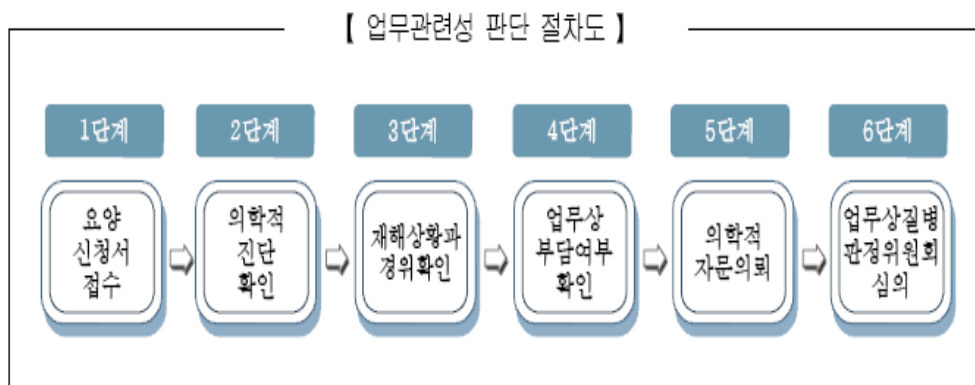 【 업무관련성 판단 절차도 】
1단계
2단계
3단계
4단계
5단계
6단계
요양
신청서
접수
의학적
진단
확인
재해상황과
경위확인
업무상
부담여부
확인
의학적
자문의뢰
업무상질병
판정위원회
심의